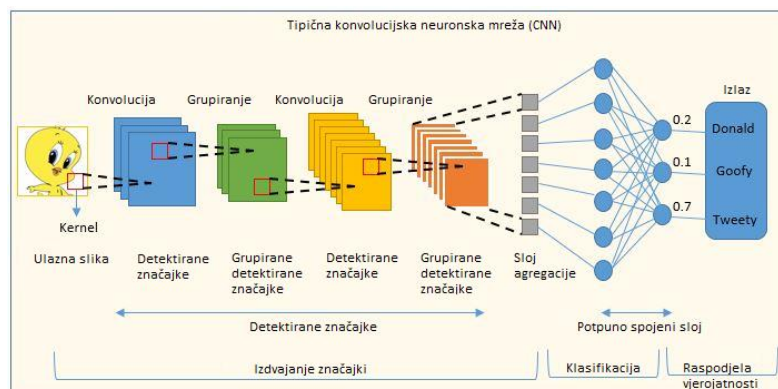 Tipična konvolucijska neuronska mreža (CNN)
Konvolucija
Grupiranje
Konvolucija
Grupiranje
Izlaz
0.2
Donald
0.1
Goofy
0.7
Tweety
Kernel
Ulazna slika
Detektirane
značajke
Grupirane
detektirane
značajke
Detektirane
značajke
Grupirane
detektirane
značajke
Sloj
agregacije
Detektirane značajke
Potpuno spojeni sloj
Izdvajanje značajki
Klasifikacija
Raspodjela
vjerojatnosti